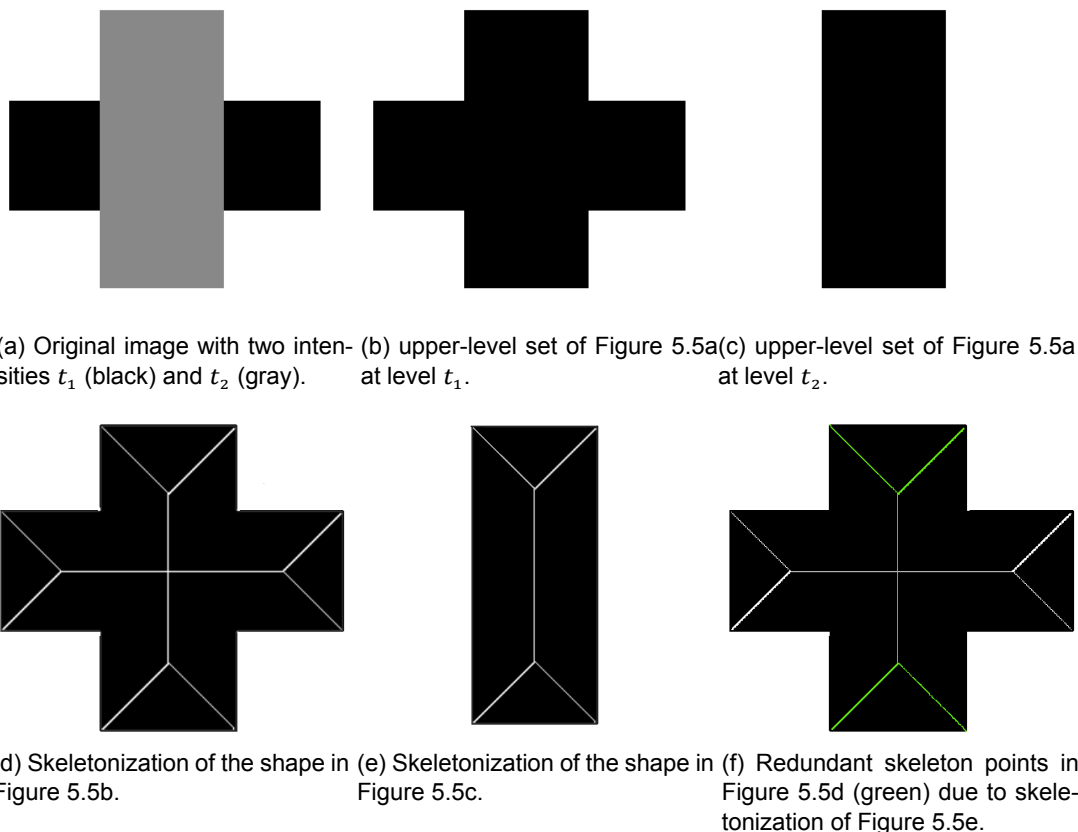 (a) Original image with two inten-
sities t₁ (black) and t₂ (gray).
(b) upper-level set of Figure 5.5a
at level t₁.
(c) upper-level set of Figure 5.5a
at level t₂.
d) Skeletonization of the shape in
Figure 5.5b.
(e) Skeletonization of the shape in
Figure 5.5c.
(f) Redundant skeleton points in
Figure 5.5d (green) due to skele-
tonization of Figure 5.5e.